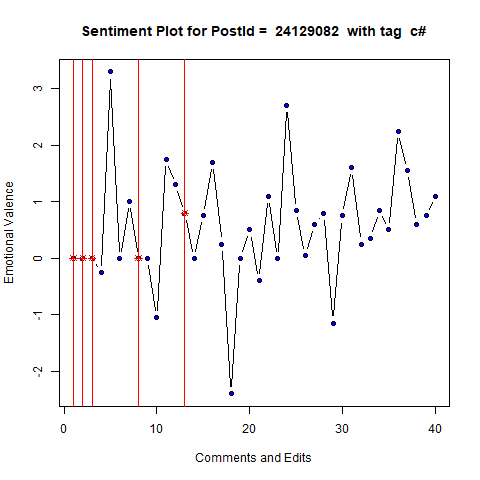 Sentiment Plot for PostId = 24129082 with tag c#
Emotional Valence
3
2
1
0
-1
-2
0 10 20 30 40
Comments and Edits